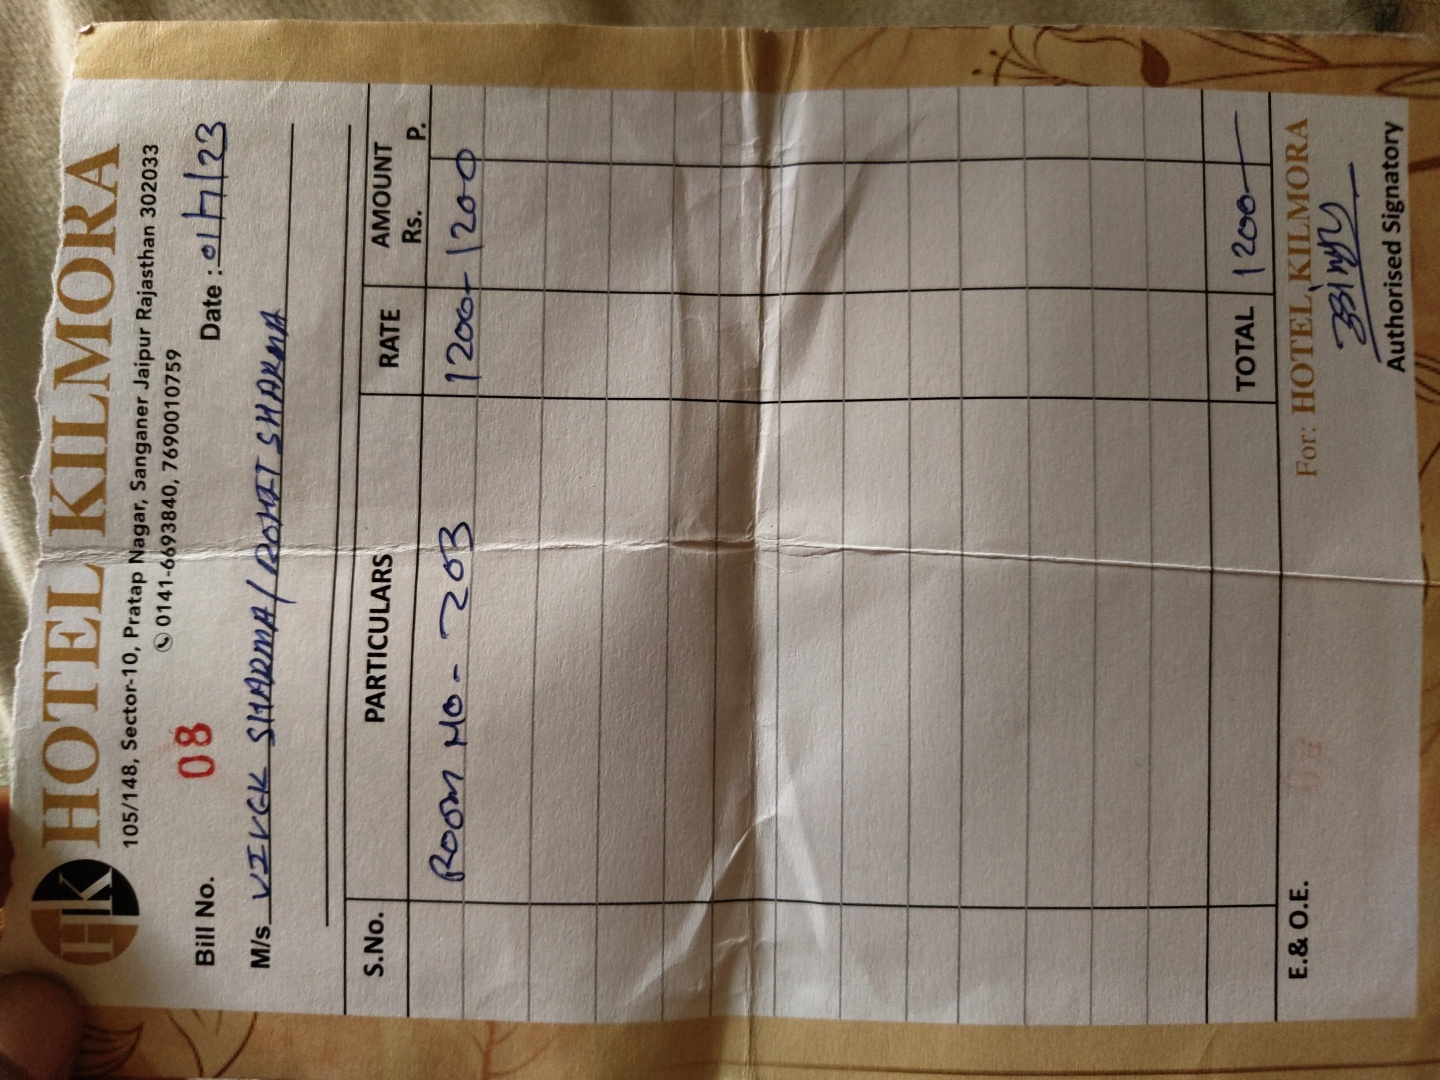 HK HOTEL KILMORA
105/148, Sector-10, Pratap Nagar, Sanganer Jaipur Rajasthan 302033
0141-6693840, 7690010759
Bill No. 08 Date : 01/7/23
M/s VIVEK SHARMA / ROHIT SHARMA
S.No. PARTICULARS RATE AMOUNT
Rs. P.
ROOM NO - 203 1200- 1200
TOTAL 1200-
E.& O.E. For: HOTEL KILMORA
Authorised Signatory